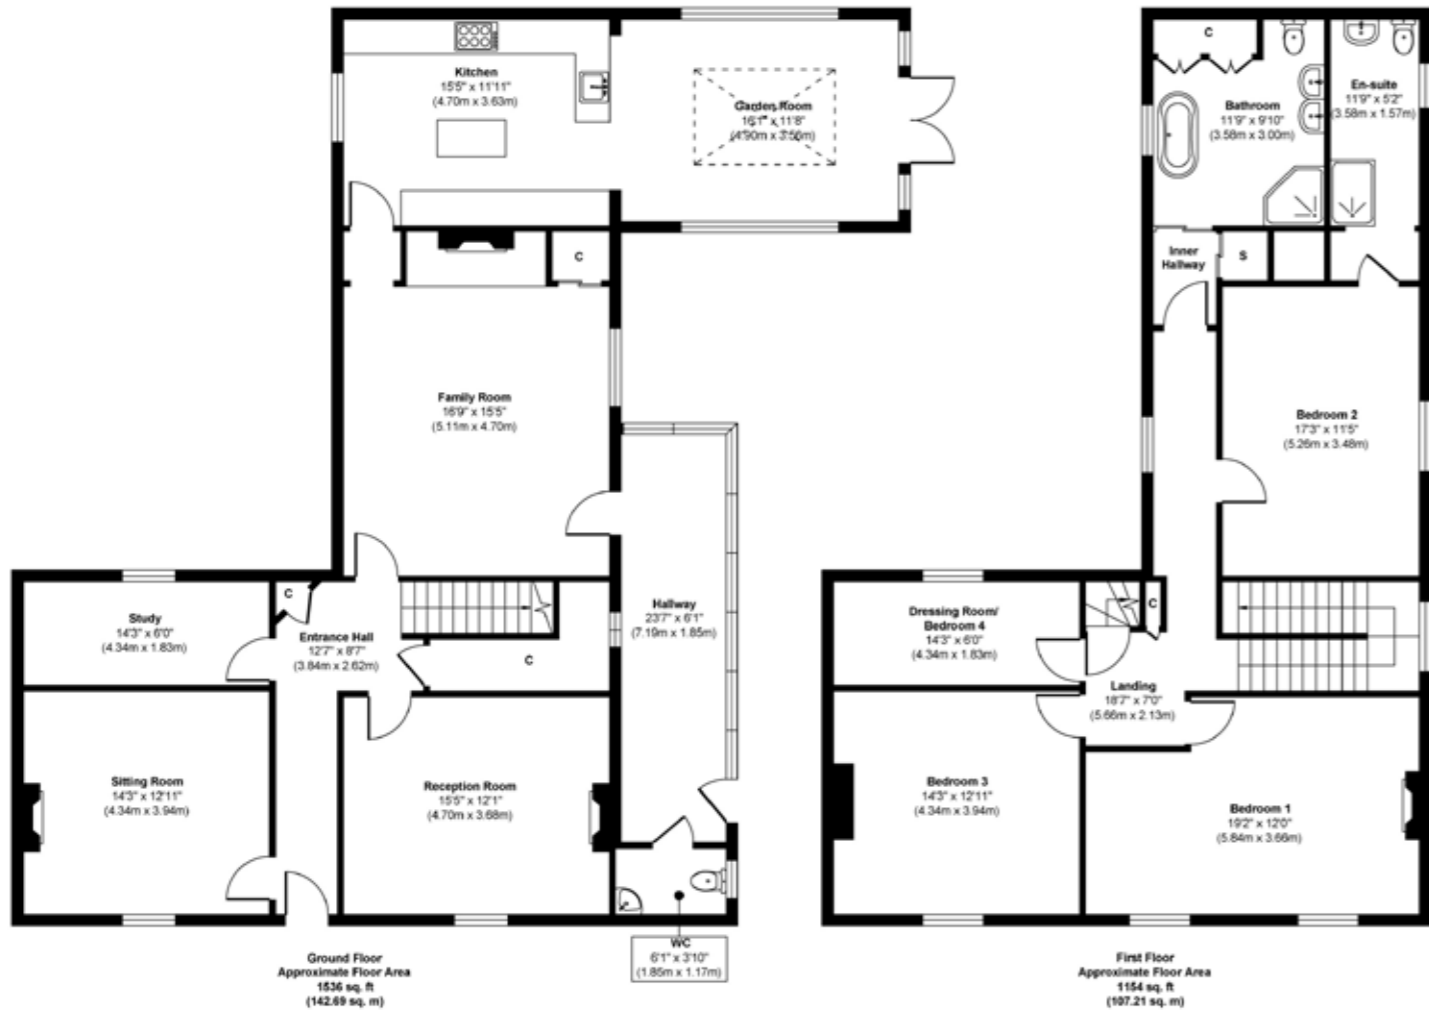 Kitchen
15'5" x 11'11"
(4.70m x 3.63m)
Garden Room
16'1" x 11'8"
(4.90m x 3.56m)
C
Family Room
16'9" x 15'5"
(5.11m x 4.70m)
Study
14'3" x 6'0"
(4.34m x 1.83m)
C
Entrance Hall
12'7" x 8'7"
(3.84m x 2.62m)
C
Hallway
23'7" x 6'1"
(7.19m x 1.85m)
Sitting Room
14'3" x 12'11"
(4.34m x 3.94m)
Reception Room
15'5" x 12'1"
(4.70m x 3.68m)
WC
6'1" x 3'10"
(1.85m x 1.17m)
Ground Floor
Approximate Floor Area
1536 sq. ft
(142.69 sq. m)
C
Bathroom
11'9" x 9'10"
(3.58m x 3.00m)
En-suite
11'9" x 5'2"
(3.58m x 1.57m)
Inner
Hallway
S
Bedroom 2
17'3" x 11'5"
(5.26m x 3.48m)
Dressing Room/
Bedroom 4
14'3" x 6'0"
(4.34m x 1.83m)
C
Landing
18'7" x 7'0"
(5.66m x 2.13m)
Bedroom 3
14'3" x 12'11"
(4.34m x 3.94m)
Bedroom 1
19'2" x 12'0"
(5.84m x 3.66m)
First Floor
Approximate Floor Area
1154 sq. ft
(107.21 sq. m)